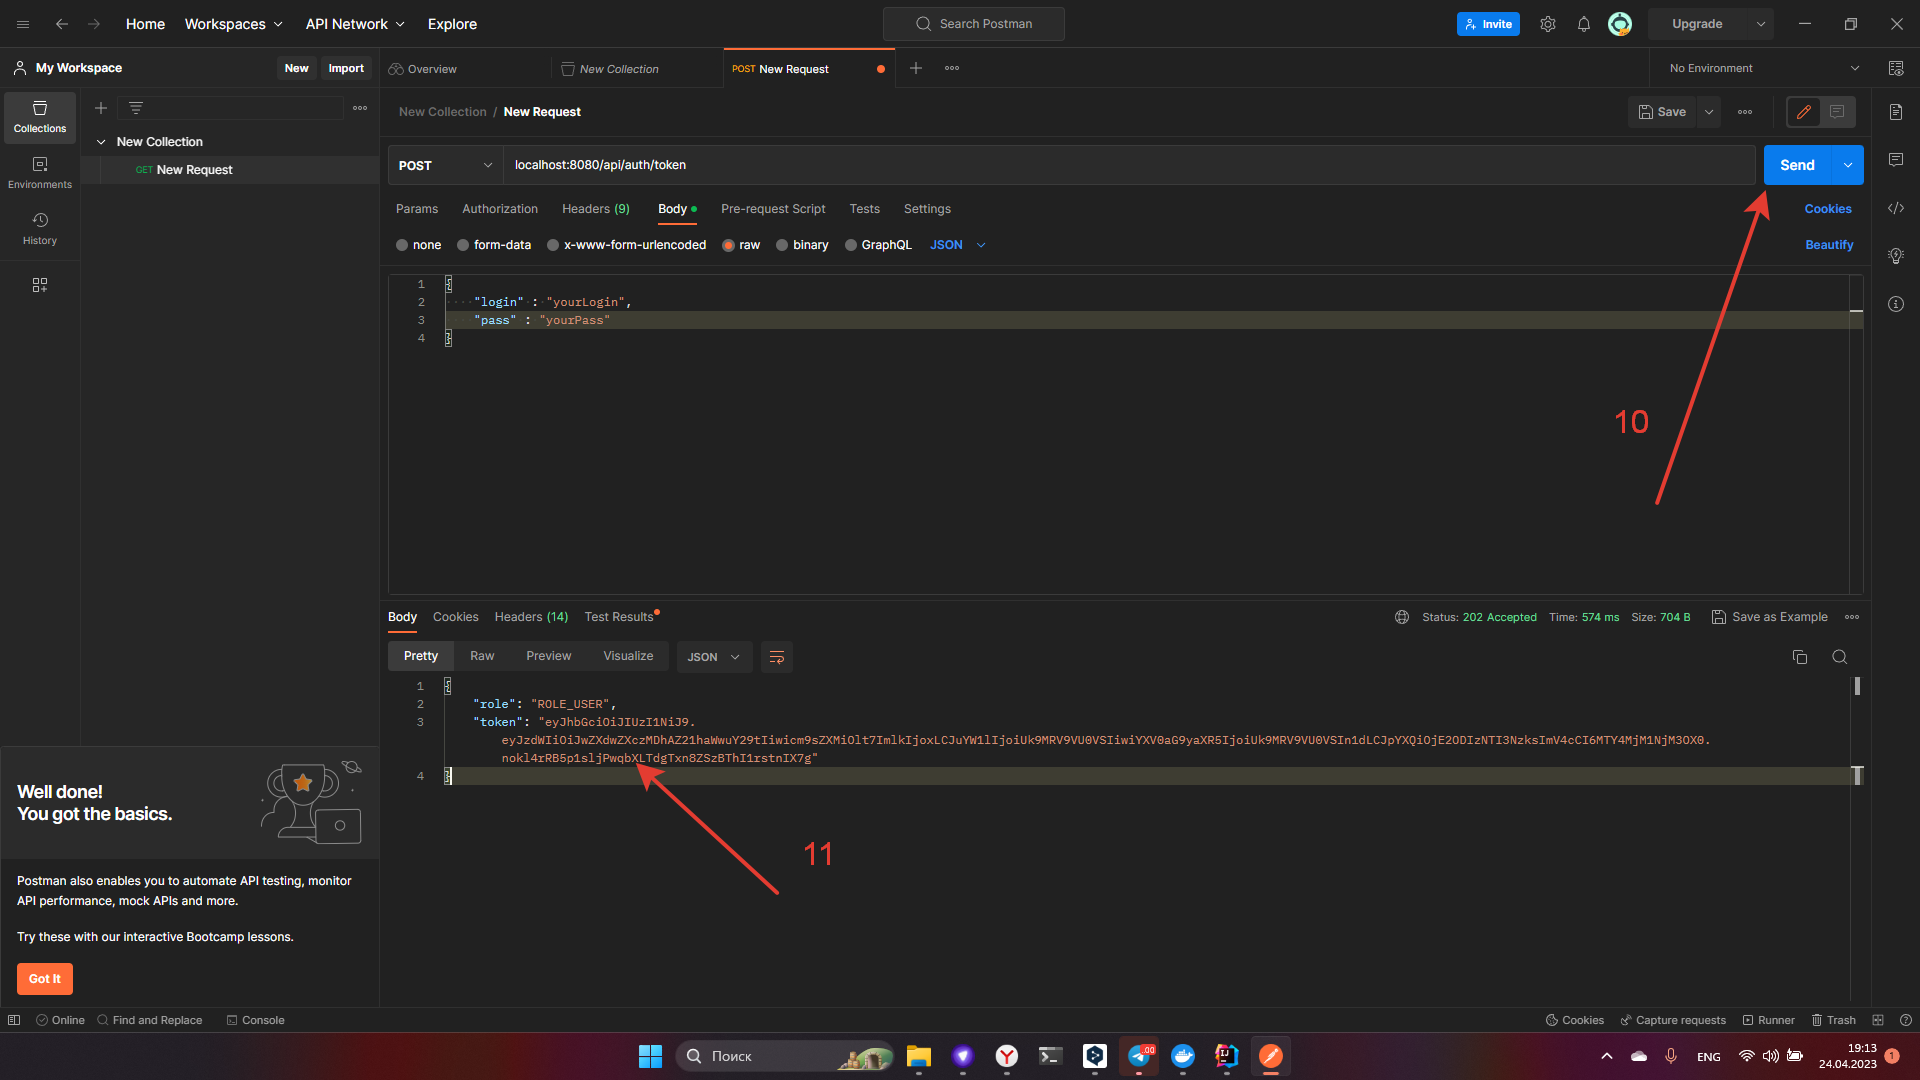 Home
Workspaces
API Network
Explore
Search Postman
Invite
Upgrade
My Workspace
New
Import
Overview
New Collection
POST New Request
No Environment
Collections
Environments
History
New Collection
GET New Request
New Collection / New Request
Save
POST
localhost:8080/api/auth/token
Send
Params
Authorization
Headers (9)
Body
Pre-request Script
Tests
Settings
Cookies
none
form-data
x-www-form-urlencoded
raw
binary
GraphQL
JSON
Beautify
1 {
2 "login" : "yourLogin",
3 "pass" : "yourPass"
4 }
10
Body
Cookies
Headers (14)
Test Results
Status: 202 Accepted
Time: 574 ms
Size: 704 B
Save as Example
Pretty
Raw
Preview
Visualize
JSON
1 {
2 "role": "ROLE_USER",
3 "token": "eyJhbGciOiJIUzI1NiJ9.
eyJzdWIiOiJwZXdwZXczMDhAZ21haWwuY29tIiwicm9sZXMiOlt7ImlkIjoxLCJuYW1lIjoiUk9MRV9VU0VSIiwiYXV0aG9yaXR5IjoiUk9MRV9VU0VSIn1dLCJpYXQiOjE2ODIzNTI3NzksImV4cCI6MTY4MjM1NjM3OX0.
nokl4rRB5p1sljPwqbXLTdgTxn8ZSzBThI1rstnIX7g"
4 }
11
Well done!
You got the basics.
Postman also enables you to automate API testing, monitor
API performance, mock APIs and more.
Try these with our interactive Bootcamp lessons.
Got It
Online
Find and Replace
Console
Cookies
Capture requests
Runner
Trash
Поиск
.00
ENG
19:13
24.04.2023
1